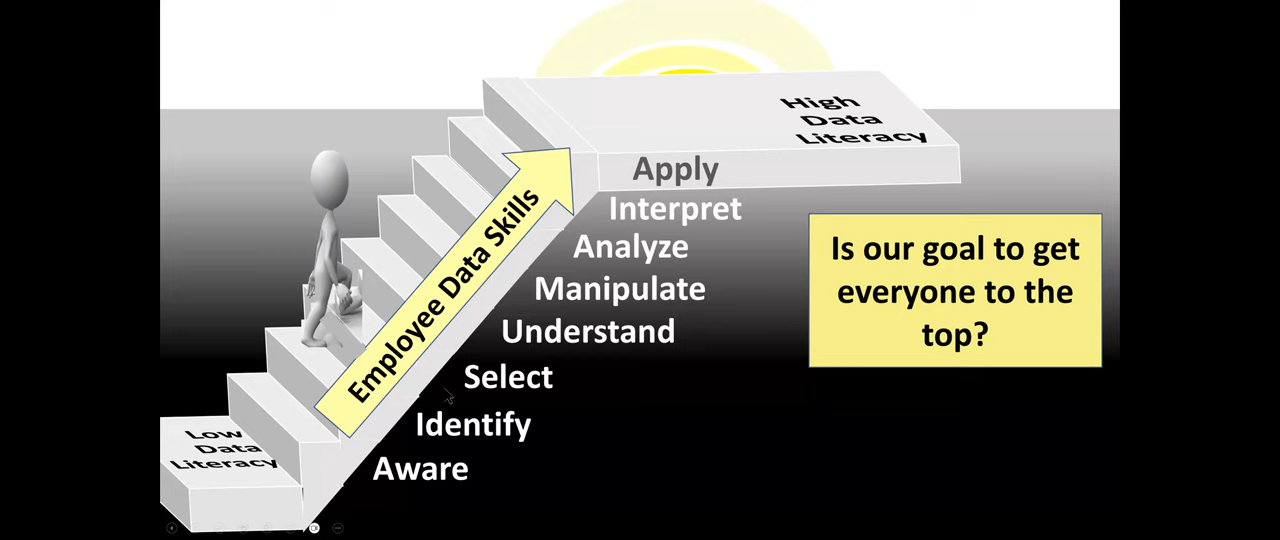 High
Data
Literacy
Apply
Interpret
Analyze
Manipulate
Understand
Select
Identify
Aware
Employee Data Skills
Low
Data
Literacy
Is our goal to get
everyone to the
top?